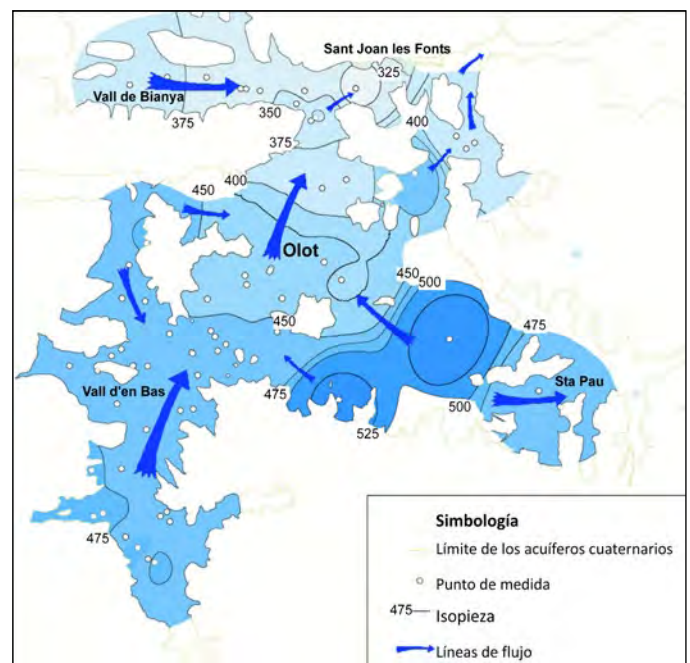 Sant Joan les Fonts
325
Vall de Bianya
375
350
400
375
400
450
Olot
450
500
450
475
475
Vall d'en Bas
Sta Pau
500
525
475
Simbología
Límite de los acuíferos cuaternarios
Punto de medida
475 Isopieza
Líneas de flujo